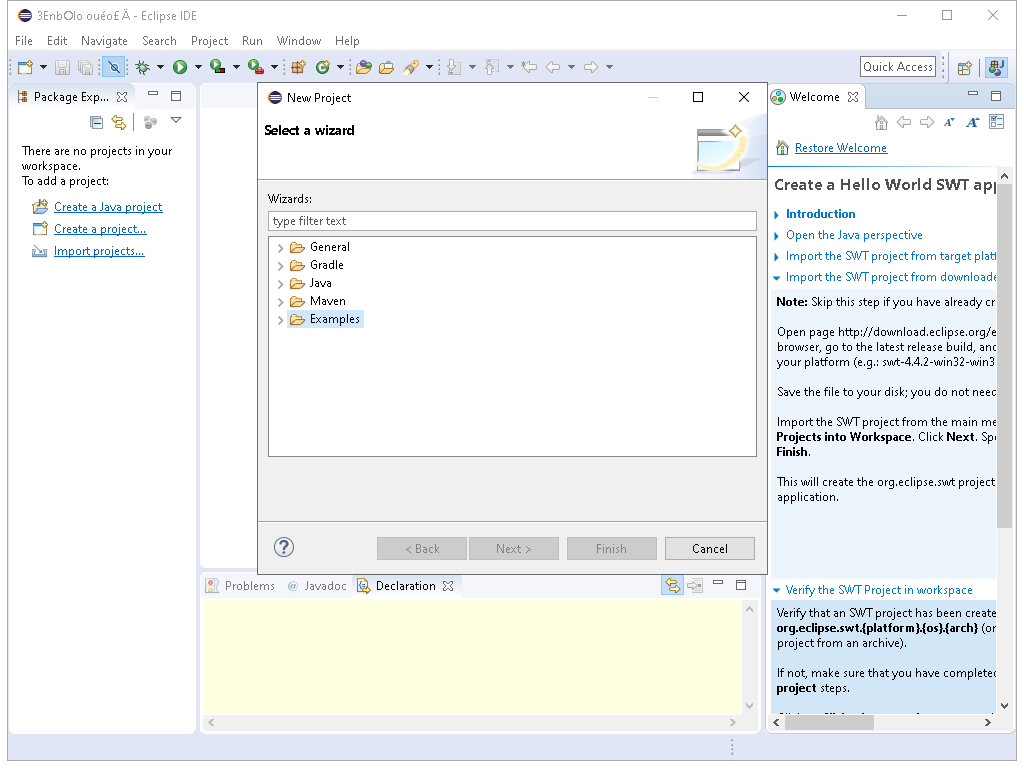 3EnbOlo ouéo£Ä - Eclipse IDE
File Edit Navigate Search Project Run Window Help
Quick Access
Package Exp...
There are no projects in your
workspace.
To add a project:
Create a Java project
Create a project...
Import projects...
New Project
Select a wizard
Wizards:
type filter text
General
Gradle
Java
Maven
Examples
< Back
Next >
Finish
Cancel
Problems
@ Javadoc
Declaration
Welcome
Restore Welcome
Create a Hello World SWT app
Introduction
Open the Java perspective
Import the SWT project from target platf
Import the SWT project from downloade
Note: Skip this step if you have already cr
Open page http://download.eclipse.org/e
browser, go to the latest release build, and
your platform (e.g.: swt-4.4.2-win32-win3
Save the file to your disk; you do not need
Import the SWT project from the main me
Projects into Workspace. Click Next. Spe
Finish.
This will create the org.eclipse.swt project
application.
Verify the SWT Project in workspace
Verify that an SWT project has been create
org.eclipse.swt.{platform}.{os}.{arch} (or
project from an archive).
If not, make sure that you have completed
project steps.